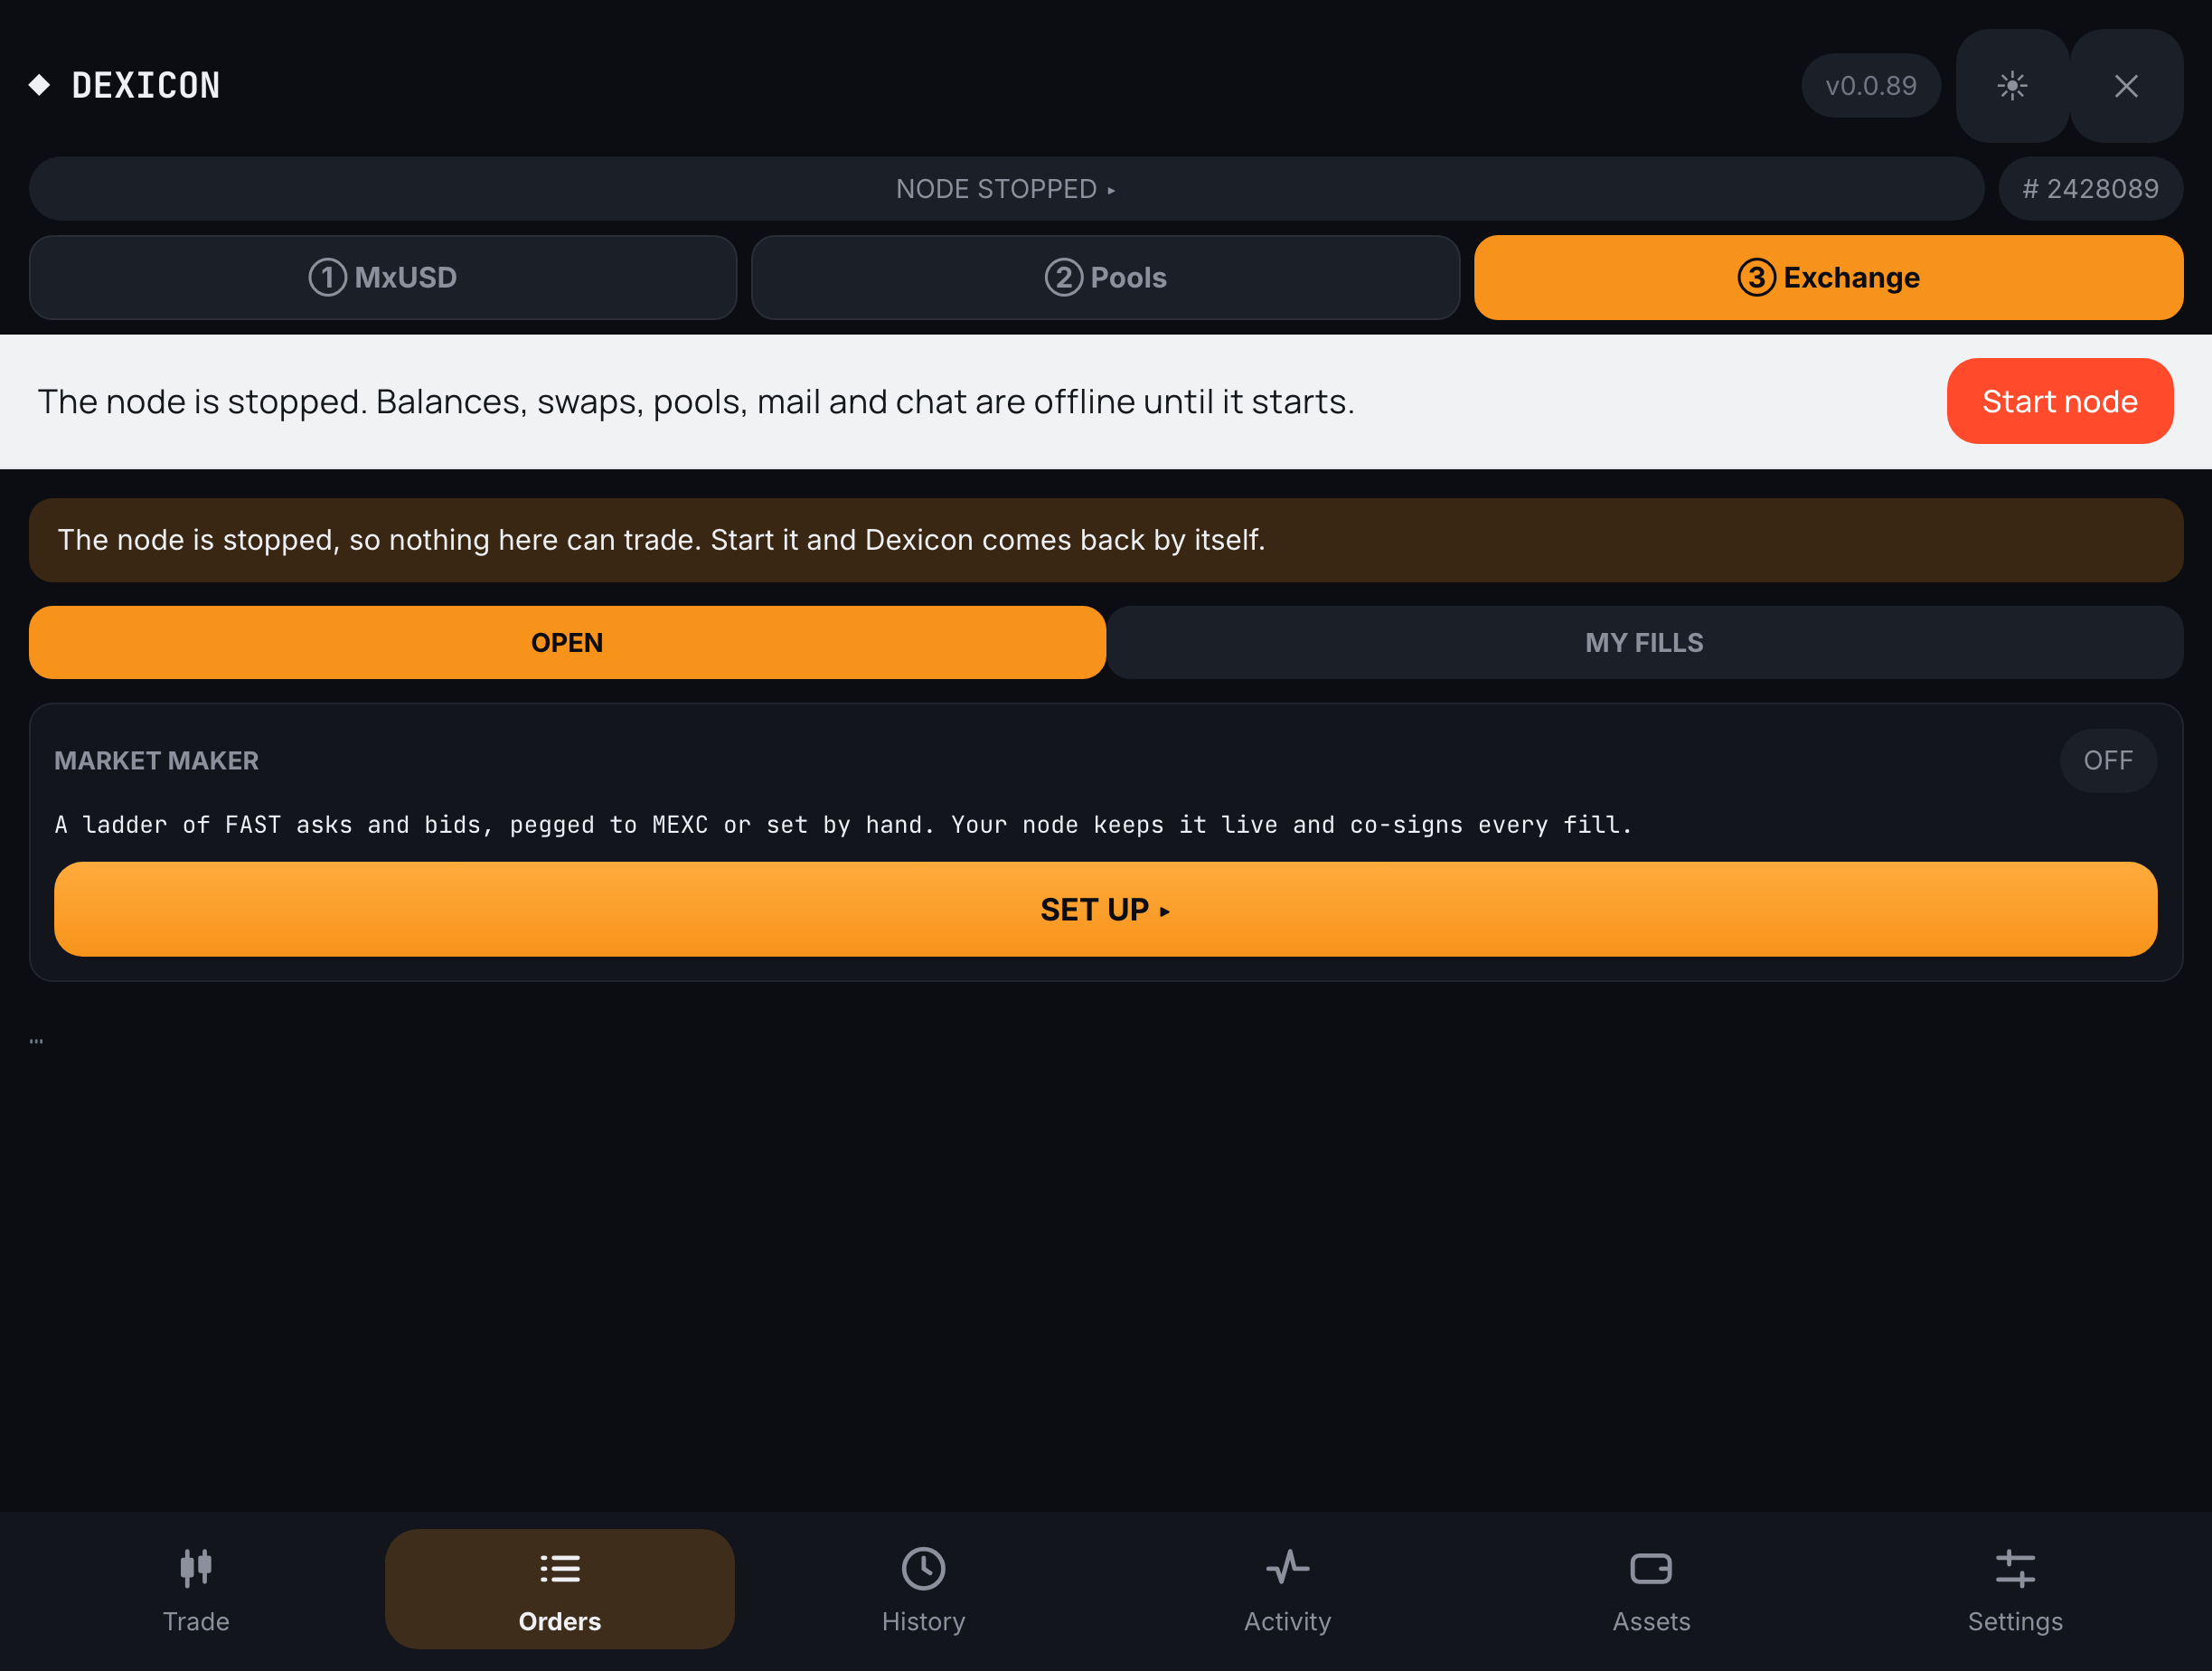 ◆ DEXICON
v0.0.89
NODE STOPPED ▸
# 2428089
① MxUSD
② Pools
③ Exchange
The node is stopped. Balances, swaps, pools, mail and chat are offline until it starts.
Start node
The node is stopped, so nothing here can trade. Start it and Dexicon comes back by itself.
OPEN
MY FILLS
MARKET MAKER
OFF
A ladder of FAST asks and bids, pegged to MEXC or set by hand. Your node keeps it live and co-signs every fill.
SET UP ▸
…
Trade
Orders
History
Activity
Assets
Settings